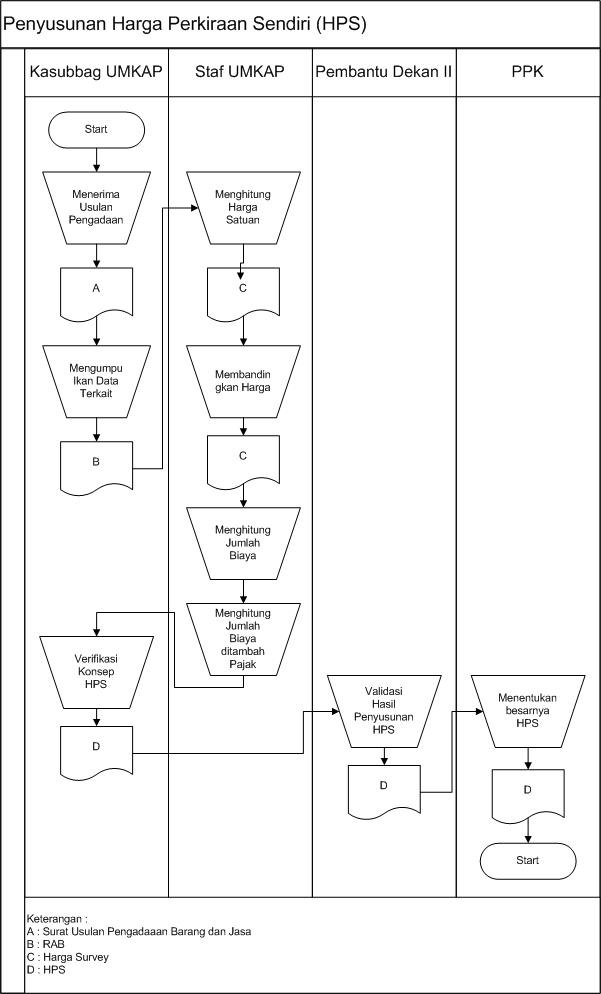 Penyusunan Harga Perkiraan Sendiri (HPS)
Kasubbag UMKAP
Staf UMKAP
Pembantu Dekan II
PPK
Start
Menerima
Usulan
Pengadaan
A
Mengumpu
lkan Data
Terkait
B
Menghitung
Harga
Satuan
C
Membandin
gkan Harga
C
Menghitung
Jumlah
Biaya
Menghitung
Jumlah
Biaya
ditambah
Pajak
Verifikasi
Konsep
HPS
D
Validasi
Hasil
Penyusunan
HPS
D
Menentukan
besarnya
HPS
D
Start
Keterangan :
A : Surat Usulan Pengadaaan Barang dan Jasa
B : RAB
C : Harga Survey
D : HPS